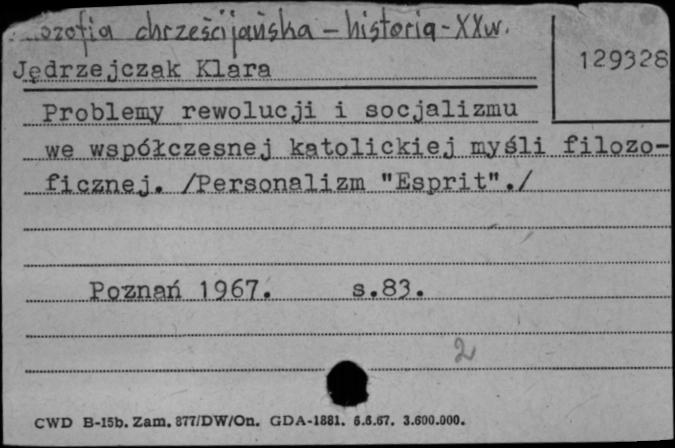 chrześcijańska – historia – XXw.
129328
Jędrzejczak Klara
Problemy rewolucji i socjalizmu
we współczesnej katolickiej myśli filozo-
ficznej. /Personalizm "Esprit"./
Poznań 1967. s.83.
2
CWD B-15b. Zam. 877/DW/On. GDA-1881. 6.6.67. 3.600.000.